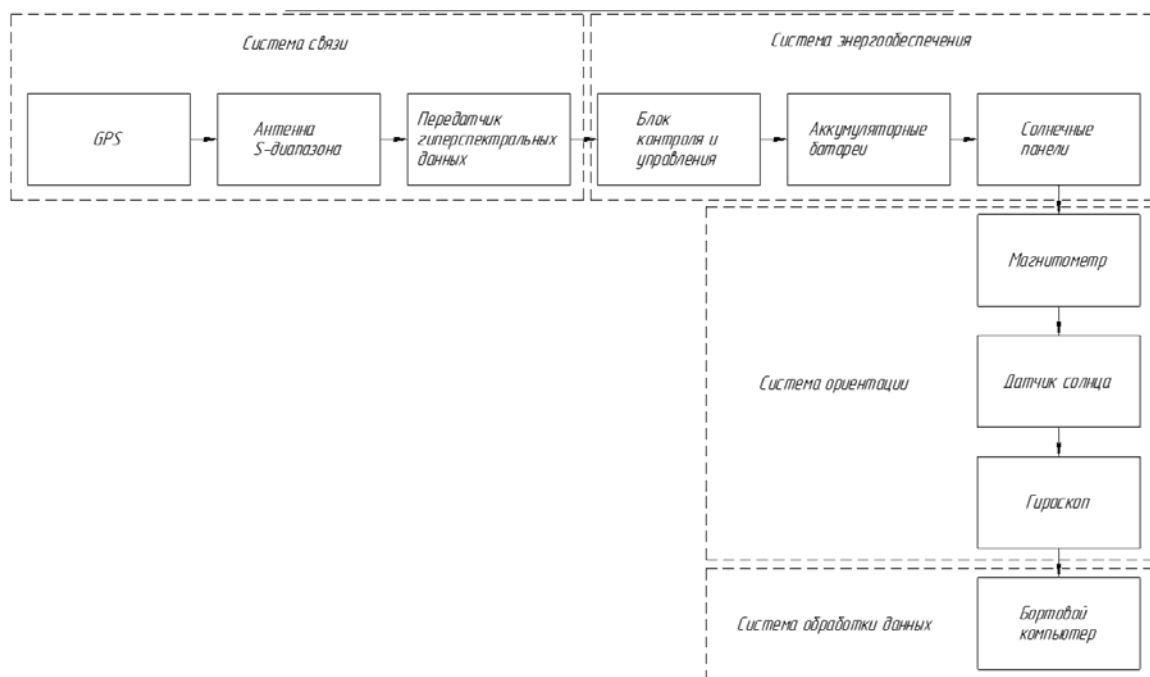 Система связи
Система энергообеспечения
GPS
Антенна
S-диапазона
Передатчик
гиперспектральных
данных
Блок
контроля и
управления
Аккумуляторные
батареи
Солнечные
панели
Магнитометр
Система ориентации
Датчик солнца
Гироскоп
Система обработки данных
Бортовой
компьютер